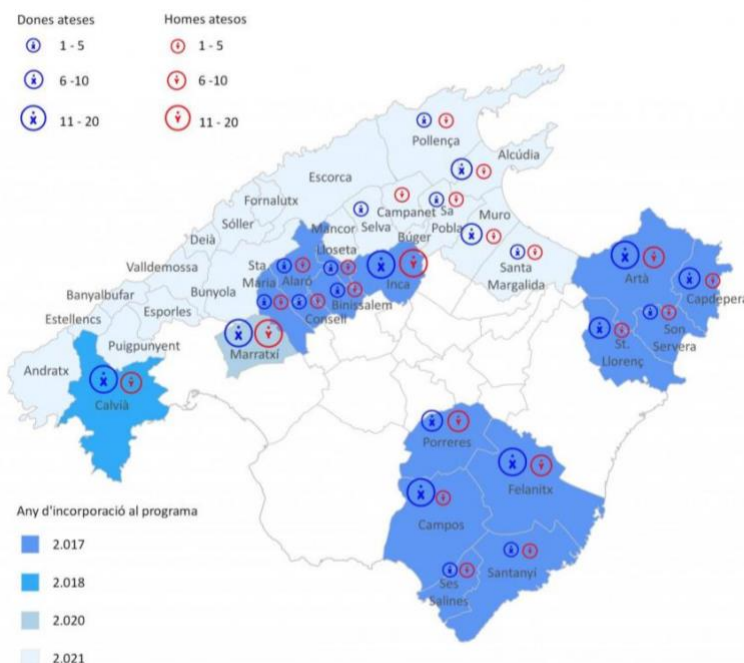 Dones ateses
1 - 5
6 -10
11 - 20
Homes atesos
1 - 5
6 -10
11 - 20
Pollença
Alcúdia
Escorca
Fornalutx
Sóller
Deià
Valldemossa
Banyalbufar
Estellencs
Esporles
Puigpunyent
Andratx
Calvià
Bunyola
Marratxí
Mancor
Selva
Campanet
Sa
Pobla
Muro
Búger
Lloseta
Inca
Sta.
Maria
Alaró
Binissalem
Consell
Santa
Margalida
Artà
Capdepera
Son
Servera
St.
Llorenç
Porreres
Felanitx
Campos
Santanyí
Ses
Salines
Any d'incorporació al programa
2.017
2.018
2.020
2.021